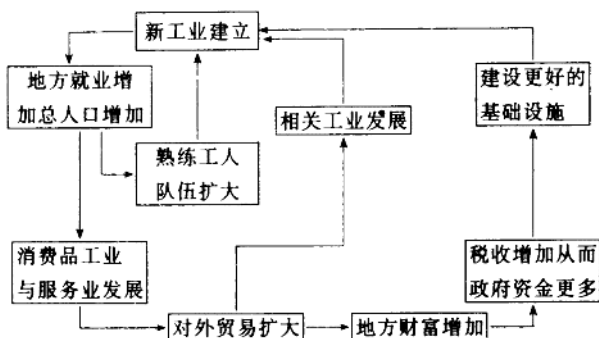 新工业建立
地方就业增
加总人口增加
建设更好的
基础设施
相关工业发展
熟练工人
队伍扩大
消费品工业
与服务业发展
税收增加从而
政府资金更多
对外贸易扩大
地方财富增加